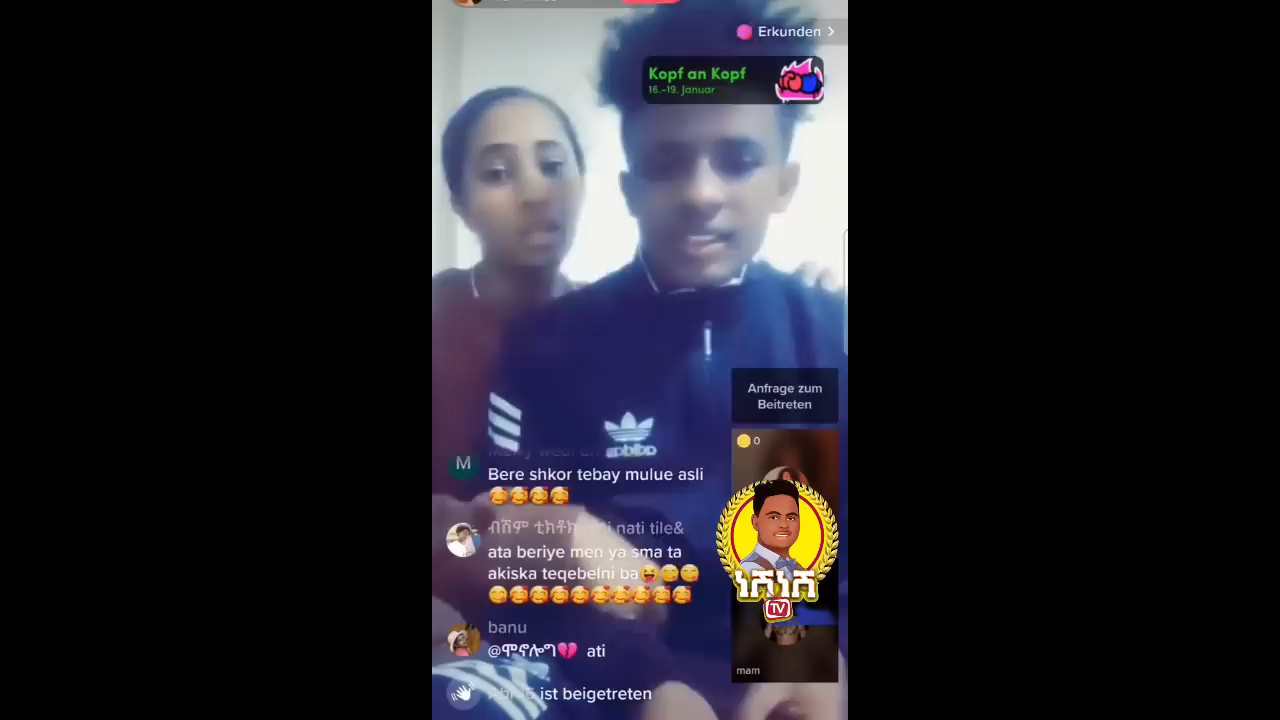 Erkunden
Kopf an Kopf
16.-19. Januar
Anfrage zum
Beitreten
0
M
Bere shkor tebay mulue asli
ብሽም ቲክቶክ nati tile&
ata beriye men ya sma ta
akiska teqebelni ba
banu
@ሞኖሎግ ati
ist beigetreten
ነሻነሻ
TV
mam